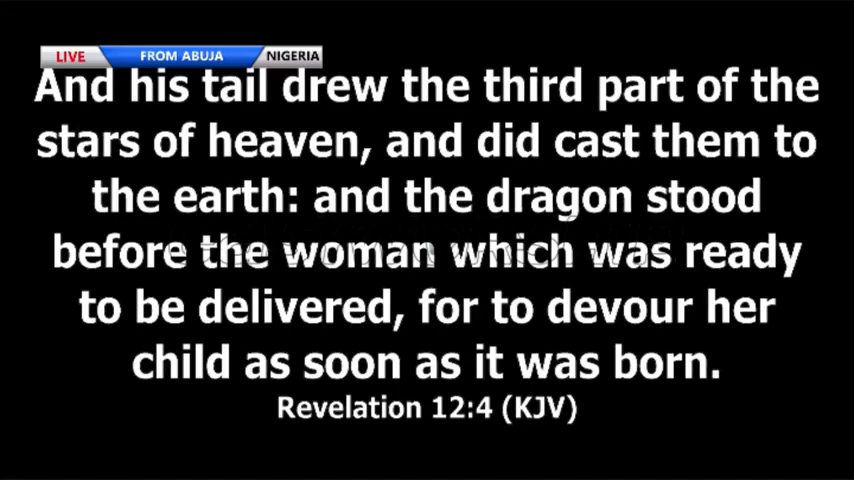 LIVE FROM ABUJA NIGERIA
And his tail drew the third part of the
stars of heaven, and did cast them to
the earth: and the dragon stood
before the woman which was ready
to be delivered, for to devour her
child as soon as it was born.
Revelation 12:4 (KJV)